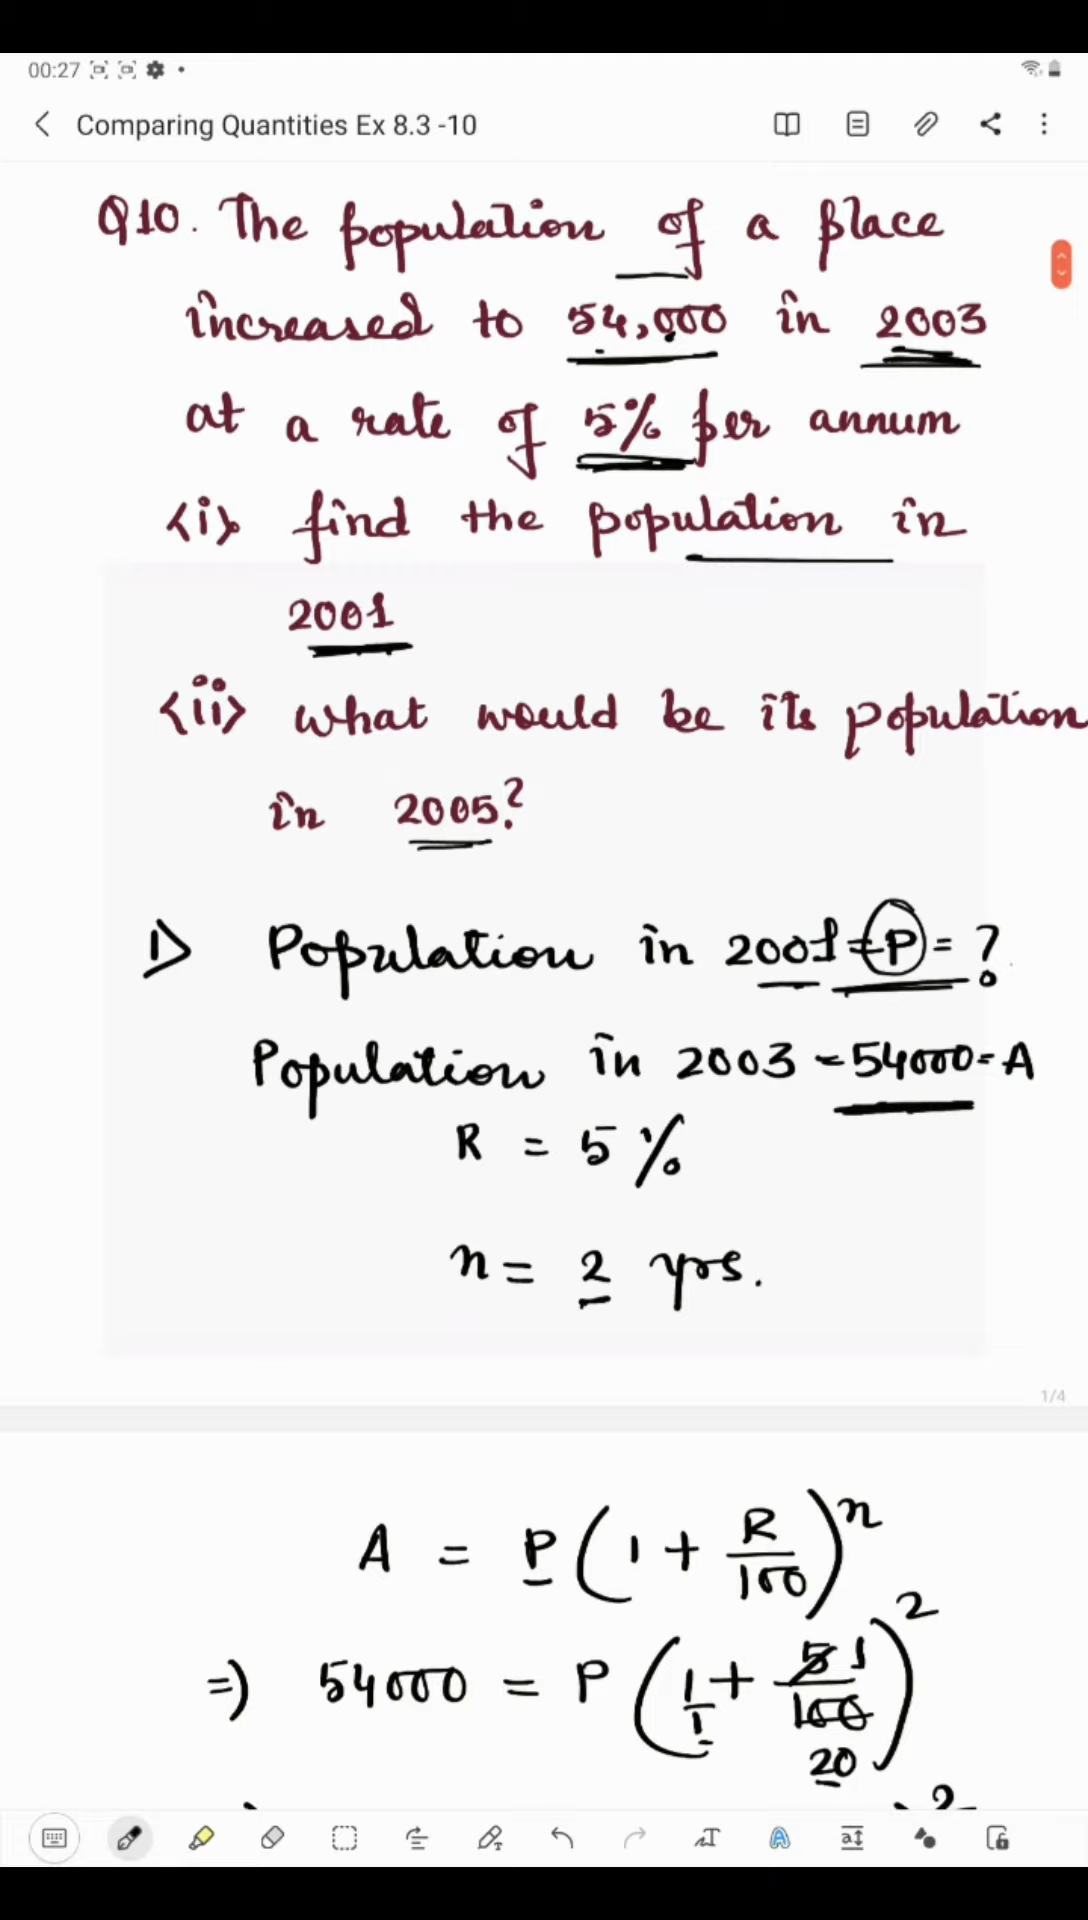 00:27
Comparing Quantities Ex 8.3 -10
Q10. The population of a place
increased to 54,000 in 2003
at a rate of 5% per annum
<i> find the population in
2001
<ii> what would be its population
in 2005?
1> Population in 2001 = P = ?
Population in 2003 = 54000 = A
R = 5 %
n = 2 yrs.
1/4
A = P ( 1 + R/100 )^n
=) 54000 = P ( 1/1 + 5 1/100 20 )^2
2